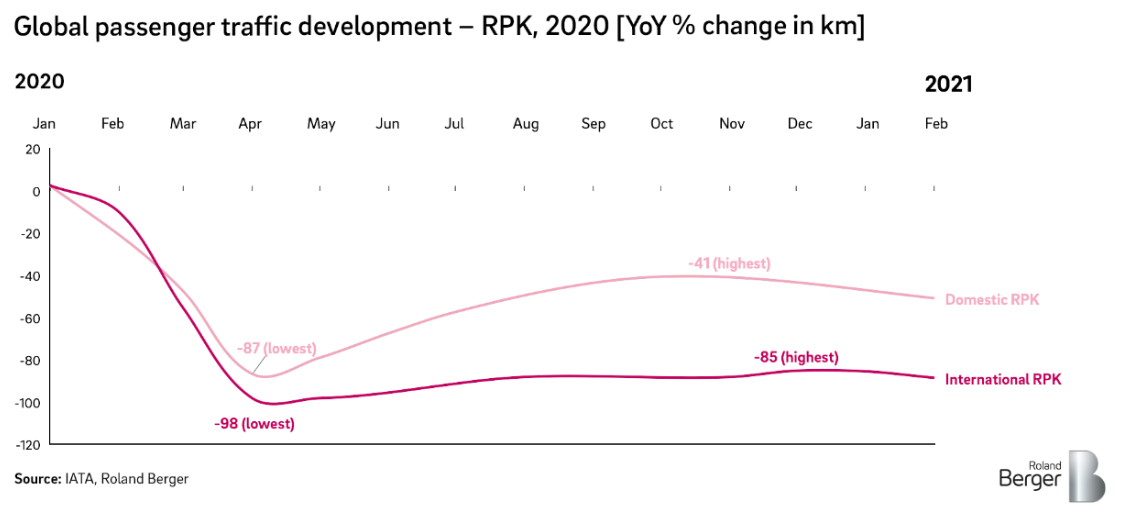 Global passenger traffic development – RPK, 2020 [YoY % change in km]
2020
2021
Jan Feb Mar Apr May Jun Jul Aug Sep Oct Nov Dec Jan Feb
20
0
-20
-40
-60
-80
-100
-120
-41 (highest)
Domestic RPK
-87 (lowest)
-85 (highest)
International RPK
-98 (lowest)
Source: IATA, Roland Berger
Roland
Berger
B